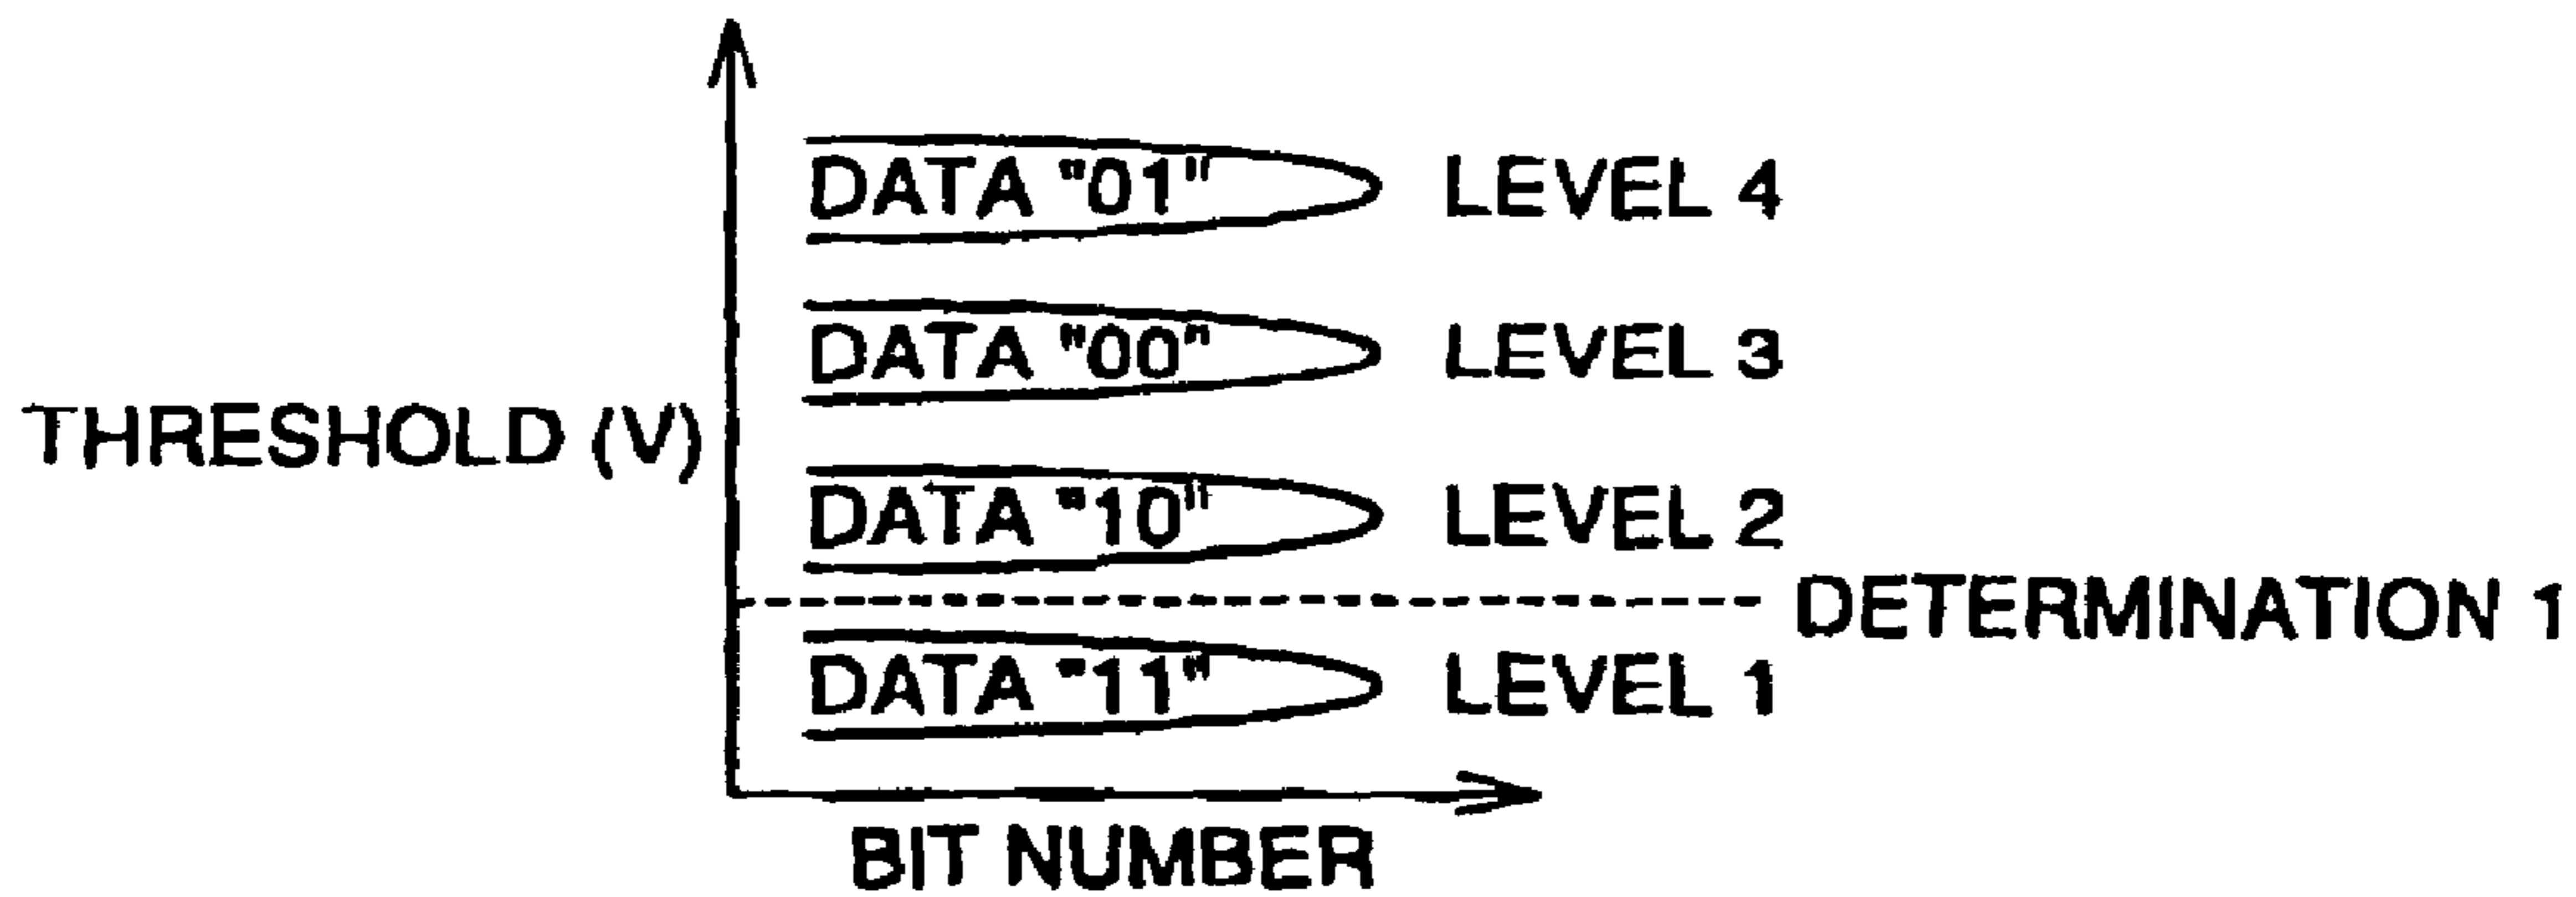 DATA "01" LEVEL 4
DATA "00" LEVEL 3
THRESHOLD (V)
DATA "10" LEVEL 2
DETERMINATION 1
DATA "11" LEVEL 1
BIT NUMBER